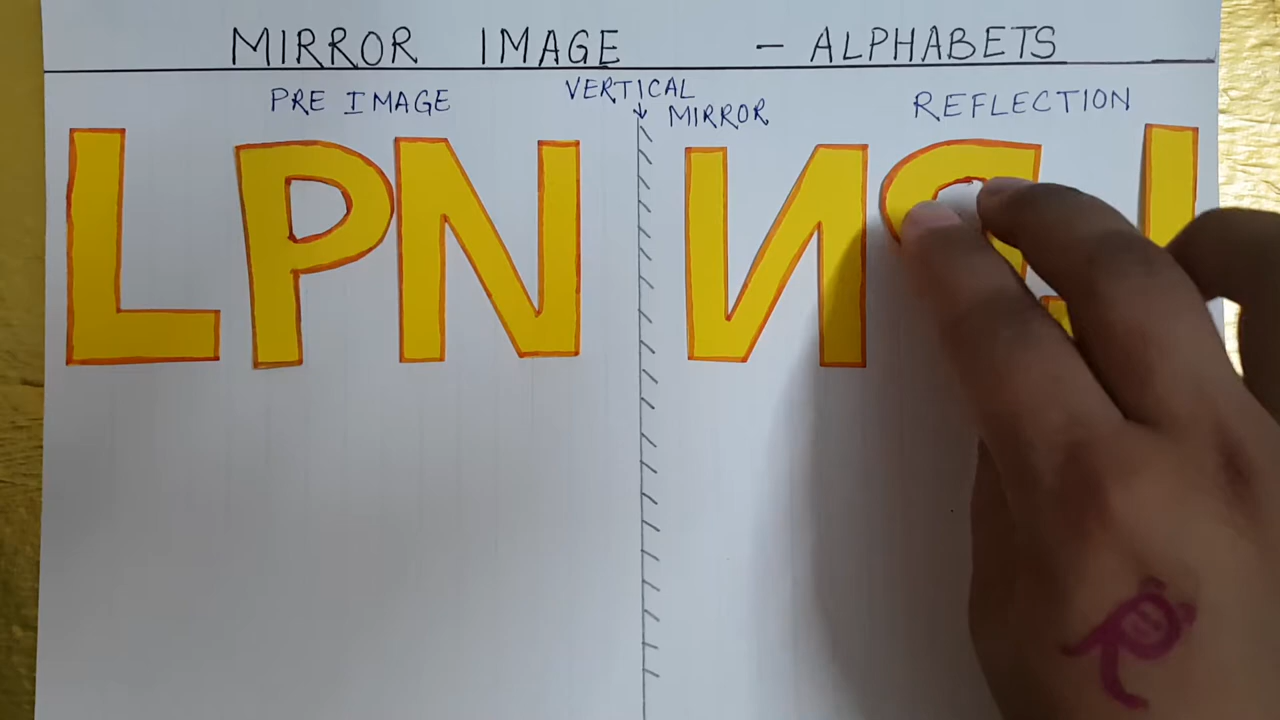 MIRROR IMAGE - ALPHABETS
PRE IMAGE
VERTICAL MIRROR
REFLECTION
LPN